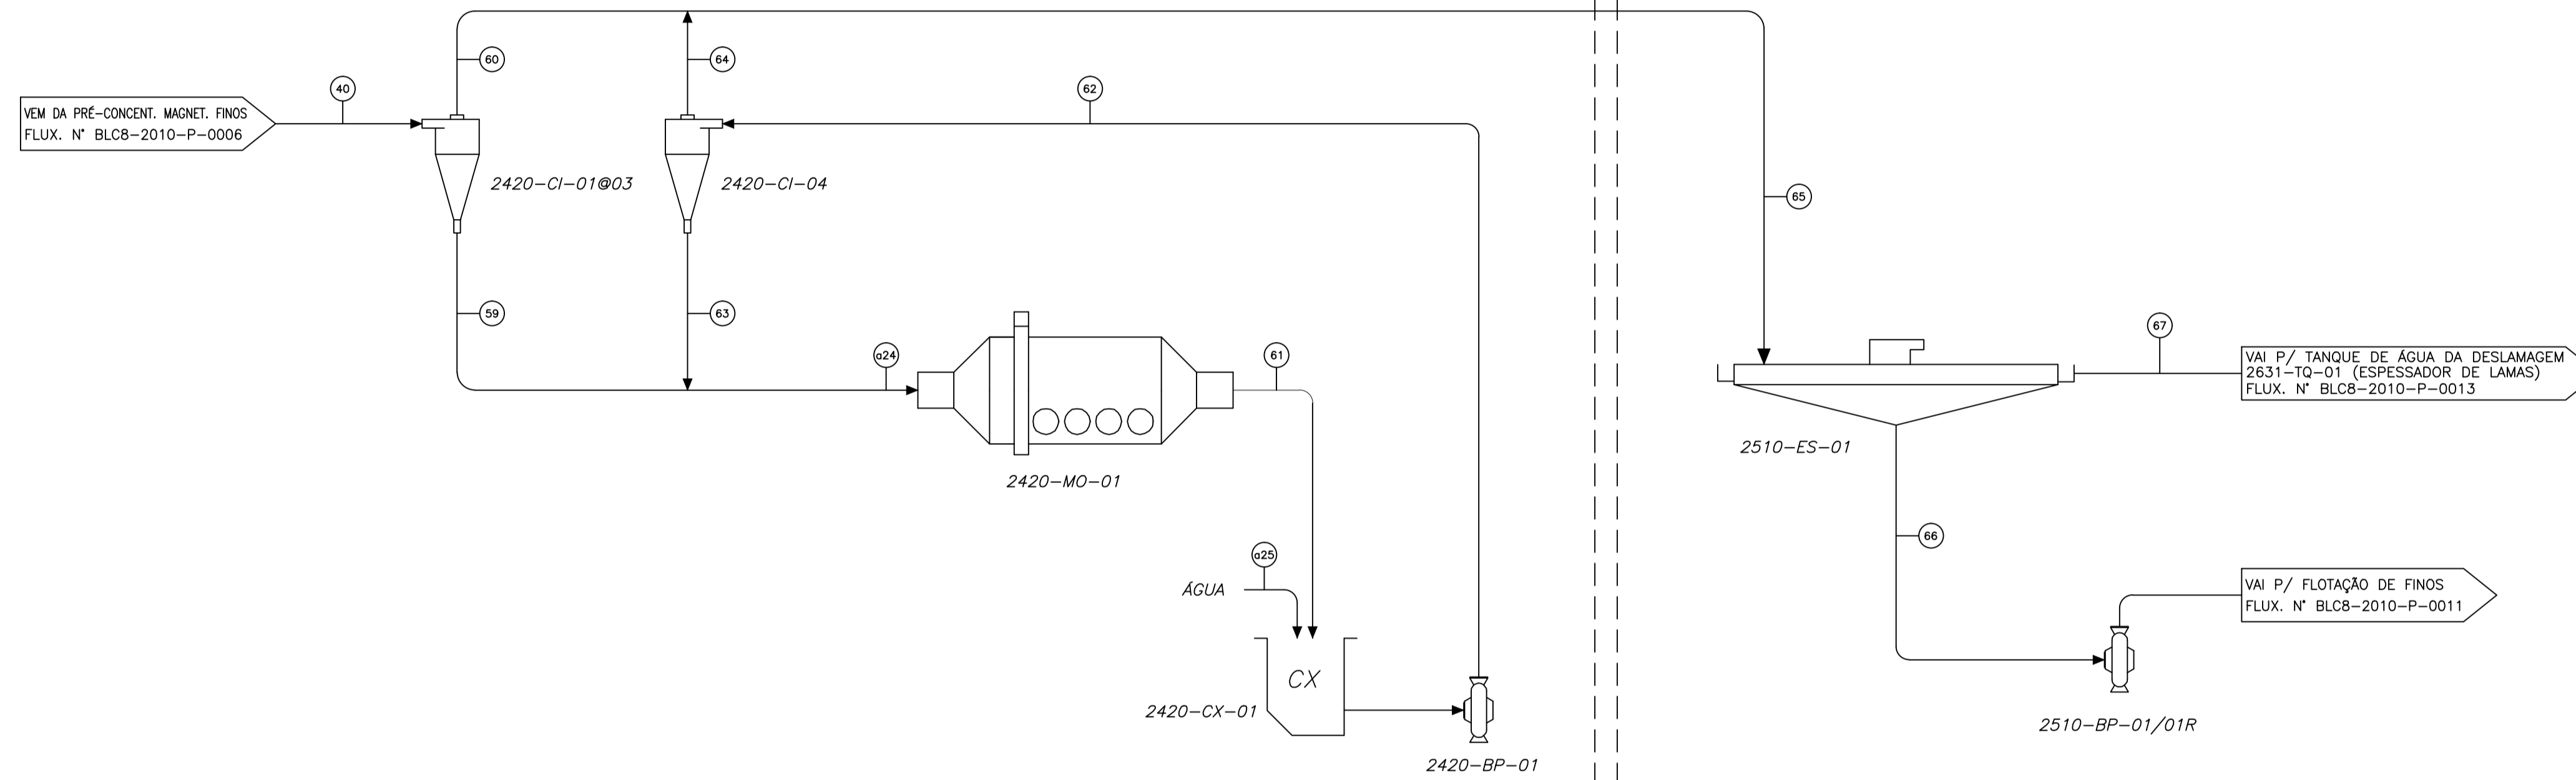 60
64
40
62
VEM DA PRÉ-CONCENT. MAGNET. FINOS
FLUX. N° BLC8-2010-P-0006
2420-CI-01@03
2420-CI-04
65
59
63
a24
61
67
VAI P/ TANQUE DE ÁGUA DA DESLAMAGEM
2631-TQ-01 (ESPESSADOR DE LAMAS)
FLUX. N° BLC8-2010-P-0013
2510-ES-01
2420-MO-01
66
a25
ÁGUA
VAI P/ FLOTAÇÃO DE FINOS
FLUX. N° BLC8-2010-P-0011
CX
2420-CX-01
2510-BP-01/01R
2420-BP-01